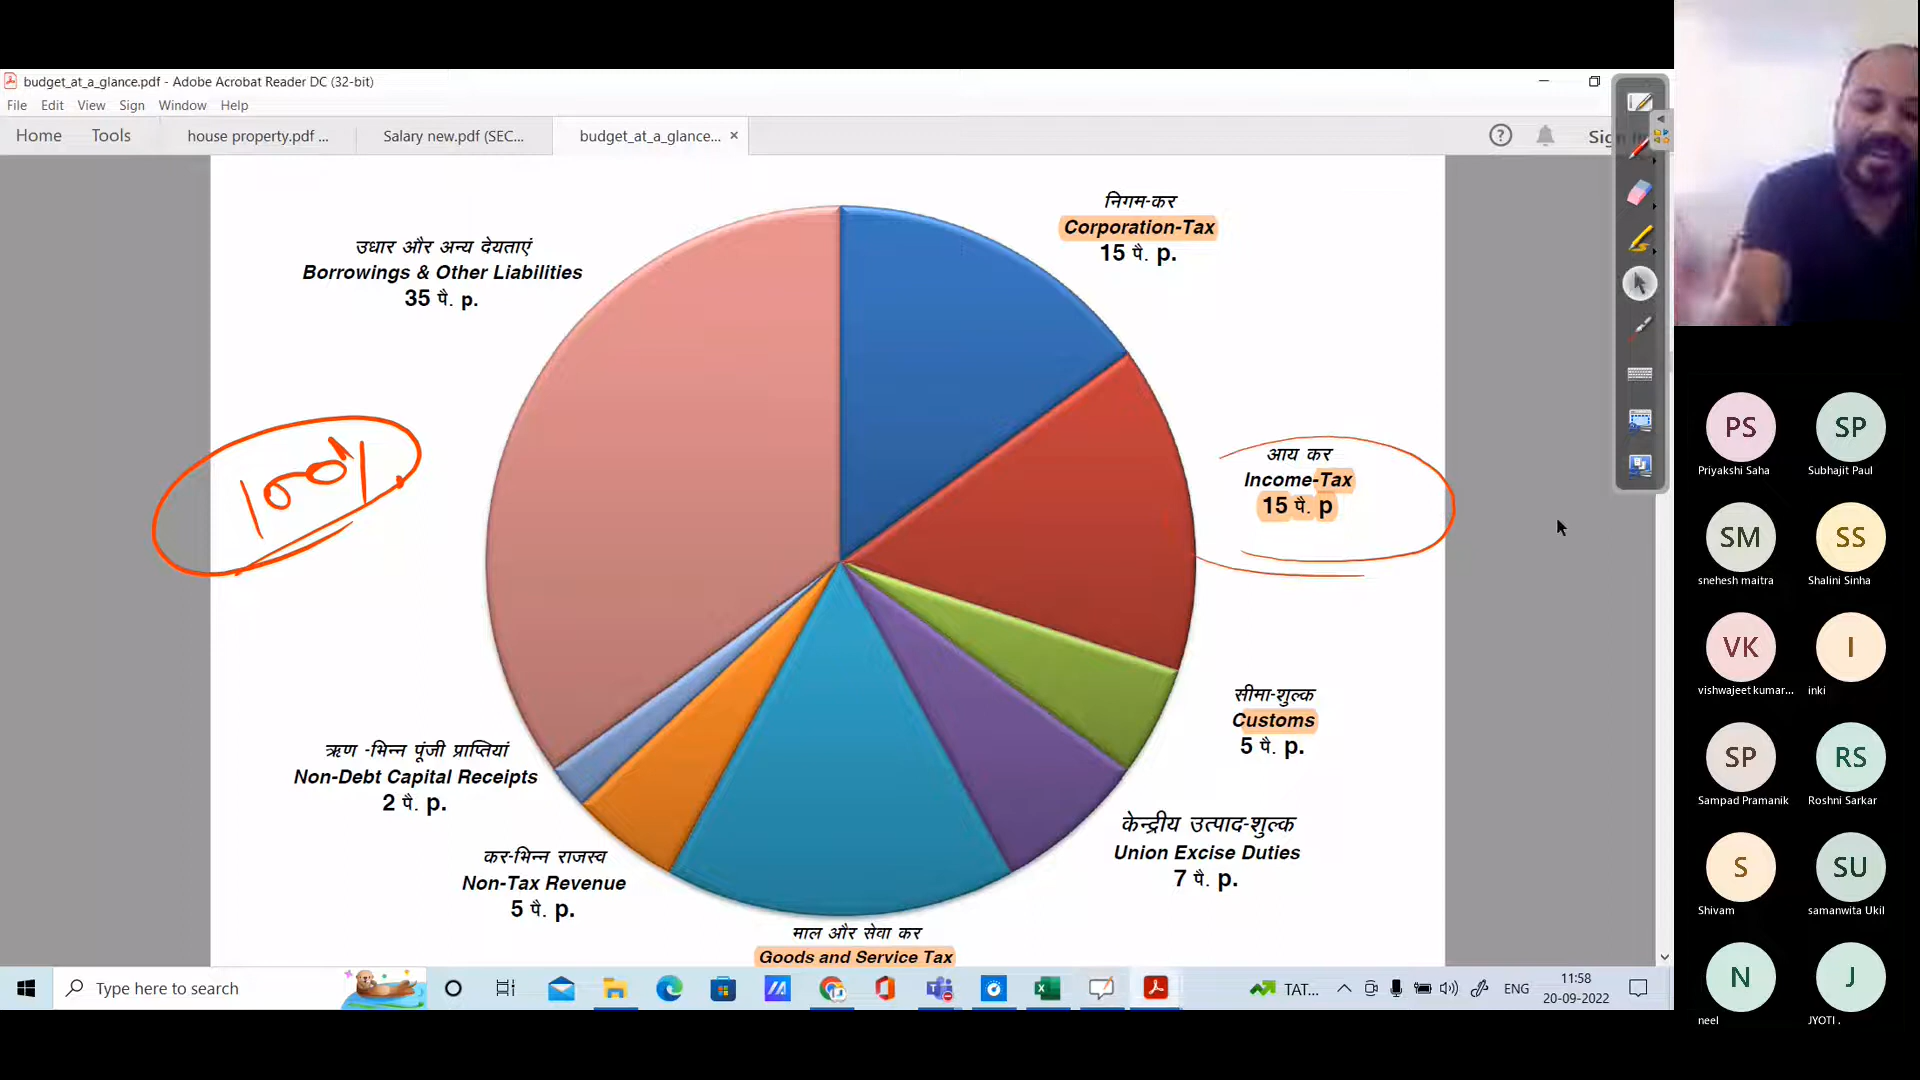 budget_at_a_glance.pdf - Adobe Acrobat Reader DC (32-bit)
File Edit View Sign Window Help
Home Tools house property.pdf ... Salary new.pdf (SEC... budget_at_a_glance... ×
निगम-कर
Corporation-Tax
15 पै. p.
उधार और अन्य देयताएं
Borrowings & Other Liabilities
35 पै. p.
100%
आय कर
Income-Tax
15 पै. p
सीमा-शुल्क
Customs
5 पै. p.
ऋण -भिन्न पूंजी प्राप्तियां
Non-Debt Capital Receipts
2 पै. p.
केन्द्रीय उत्पाद-शुल्क
Union Excise Duties
7 पै. p.
कर-भिन्न राजस्व
Non-Tax Revenue
5 पै. p.
माल और सेवा कर
Goods and Service Tax
Type here to search
TAT... ENG 11:58
20-09-2022
PS SP
Priyakshi Saha Subhajit Paul
SM SS
snehesh maitra Shalini Sinha
VK I
vishwajeet kumar... inki
SP RS
Sampad Pramanik Roshni Sarkar
S SU
Shivam samanwita Ukil
N J
neel JYOTI .